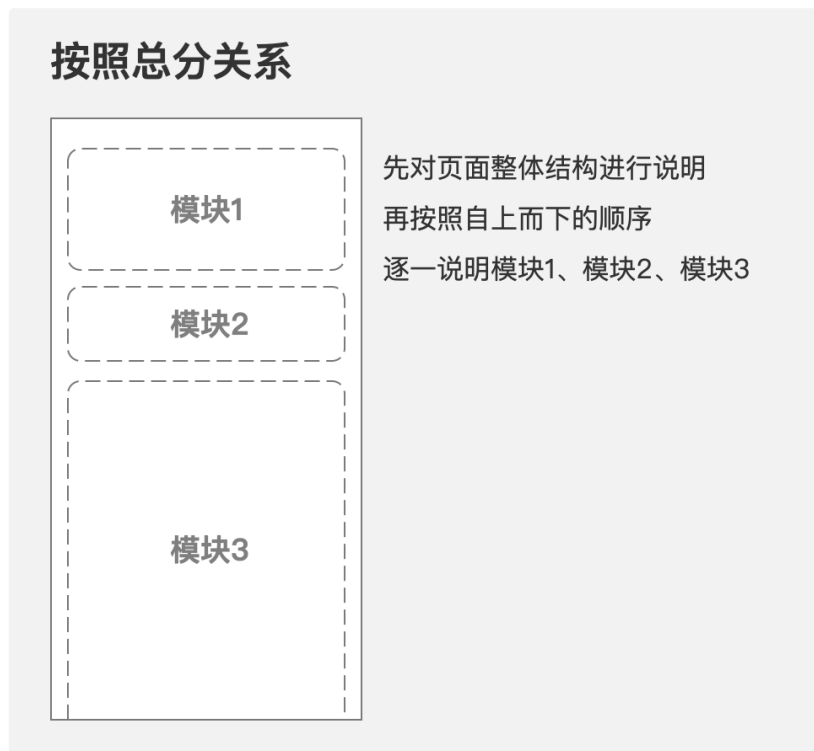 按照总分关系
模块1
模块2
模块3
先对页面整体结构进行说明
再按照自上而下的顺序
逐一说明模块1、模块2、模块3